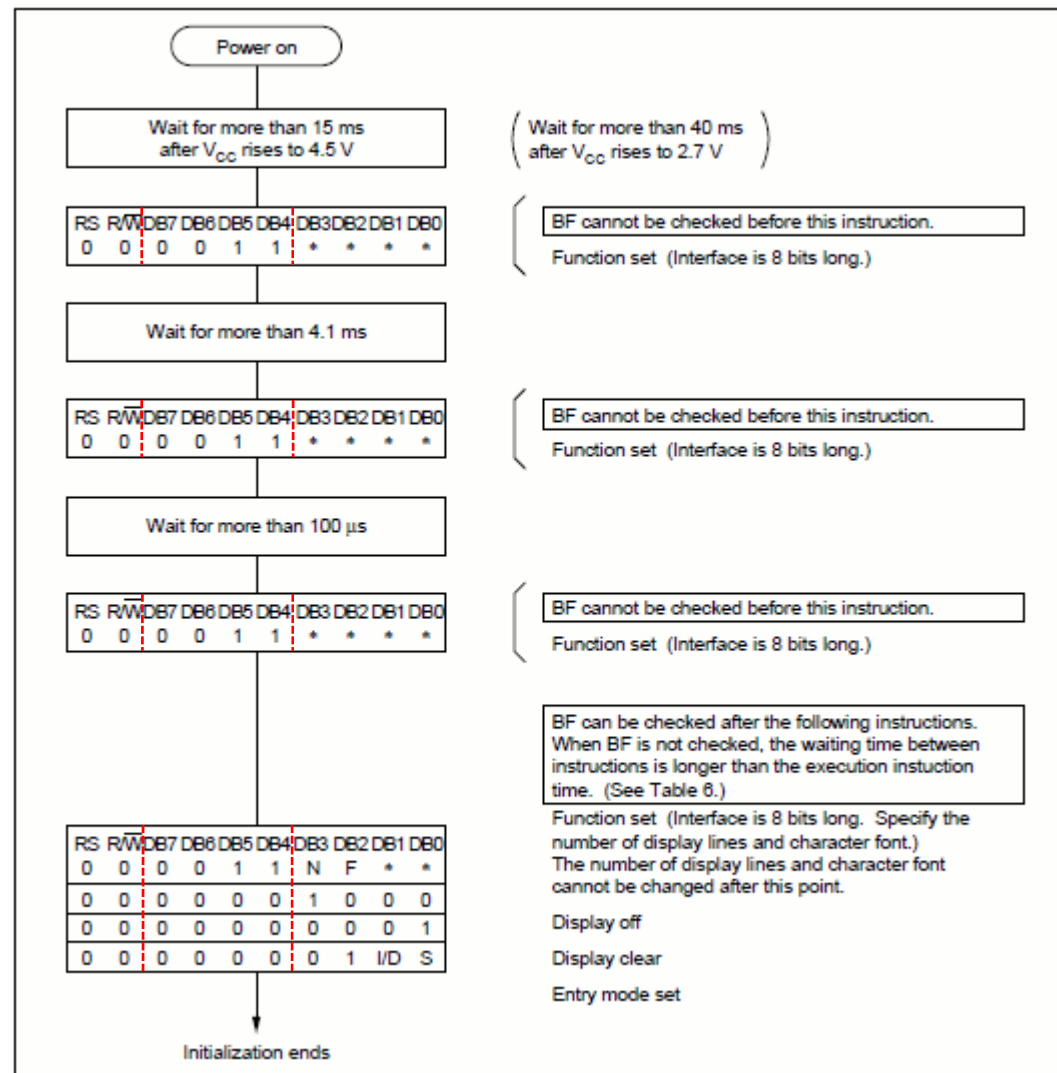 Power on
Wait for more than 15 ms
after VCC rises to 4.5 V
Wait for more than 40 ms
after VCC rises to 2.7 V
RS R/W DB7 DB6 DB5 DB4 DB3 DB2 DB1 DB0
0 0 0 0 1 1 * * * *
BF cannot be checked before this instruction.
Function set (Interface is 8 bits long.)
Wait for more than 4.1 ms
RS R/W DB7 DB6 DB5 DB4 DB3 DB2 DB1 DB0
0 0 0 0 1 1 * * * *
BF cannot be checked before this instruction.
Function set (Interface is 8 bits long.)
Wait for more than 100 μs
RS R/W DB7 DB6 DB5 DB4 DB3 DB2 DB1 DB0
0 0 0 0 1 1 * * * *
BF cannot be checked before this instruction.
Function set (Interface is 8 bits long.)
BF can be checked after the following instructions.
When BF is not checked, the waiting time between
instructions is longer than the execution instuction
time. (See Table 6.)
RS R/W DB7 DB6 DB5 DB4 DB3 DB2 DB1 DB0
0 0 0 0 1 1 N F * *
0 0 0 0 0 0 1 0 0 0
0 0 0 0 0 0 0 0 0 1
0 0 0 0 0 0 0 1 I/D S
Function set (Interface is 8 bits long. Specify the
number of display lines and character font.)
The number of display lines and character font
cannot be changed after this point.
Display off
Display clear
Entry mode set
Initialization ends